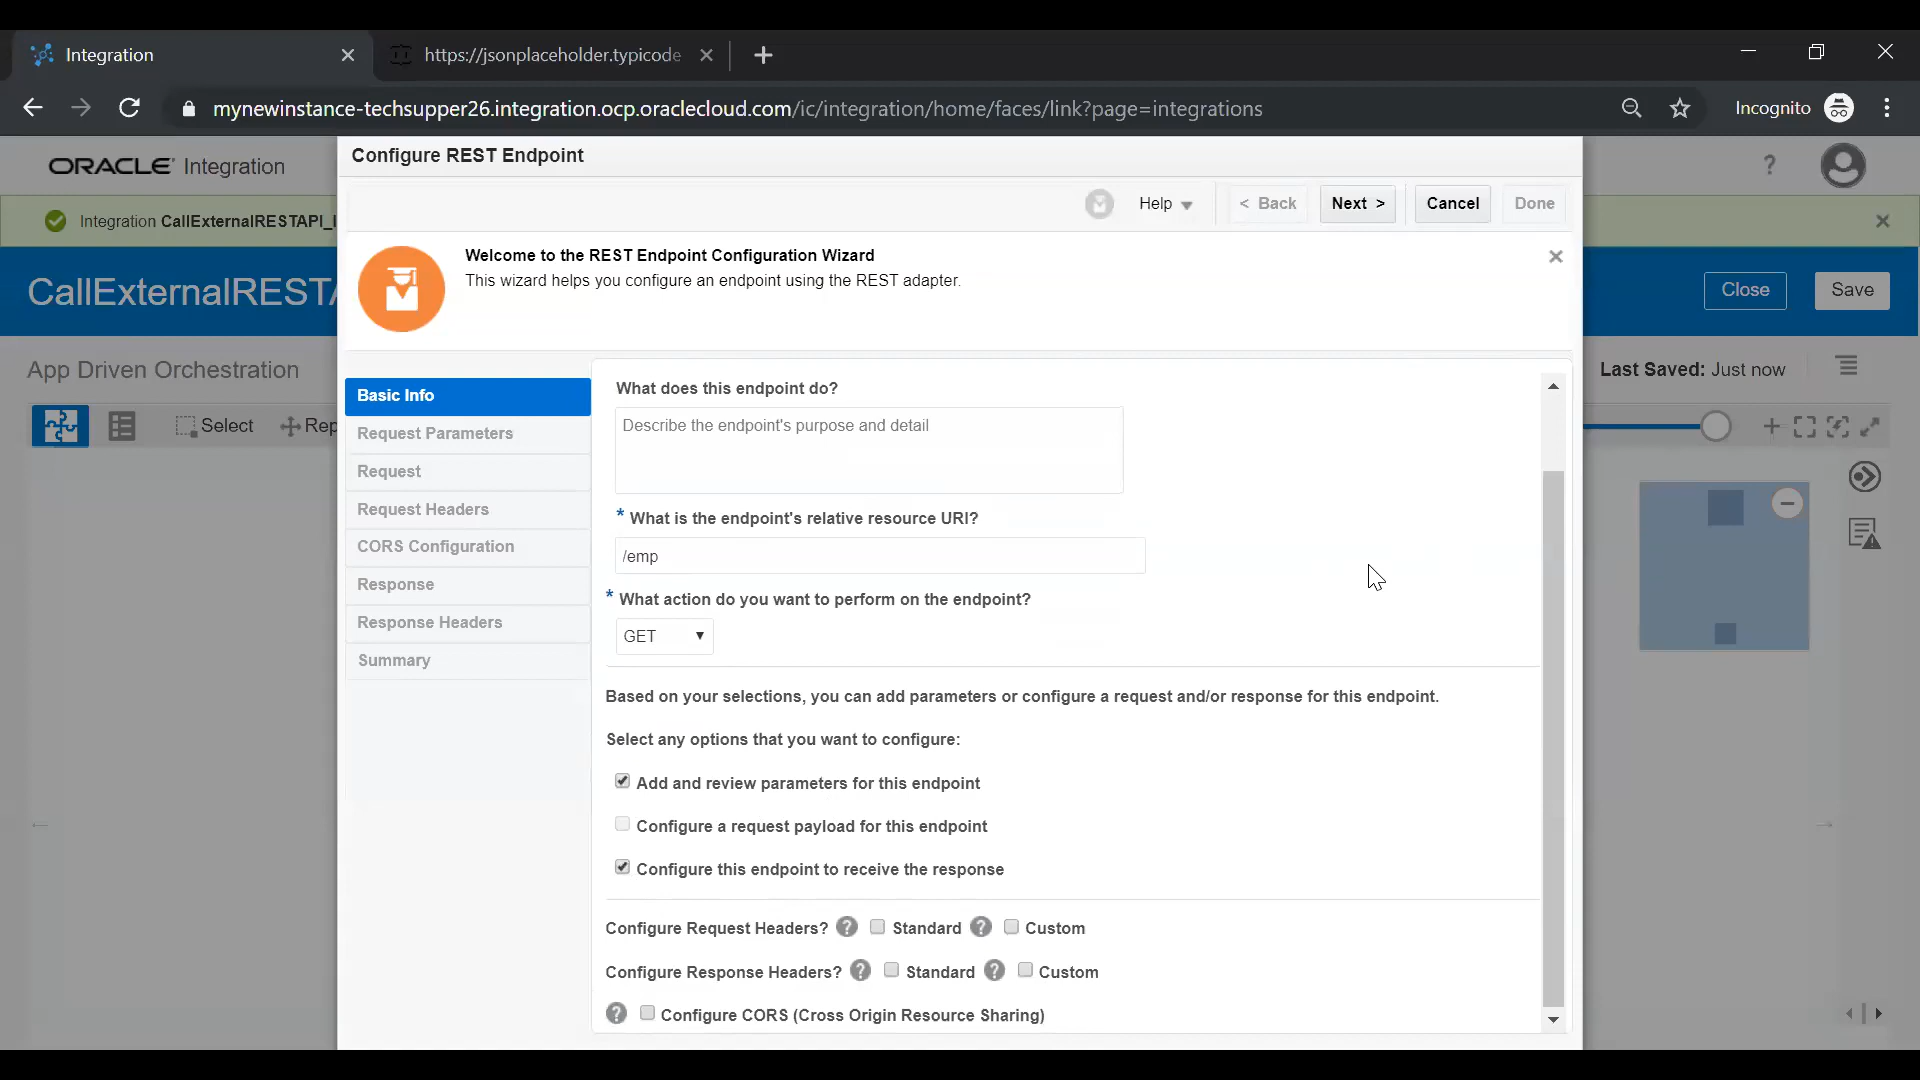 Integration
https://jsonplaceholder.typicode
mynewinstance-techsupper26.integration.ocp.oraclecloud.com/ic/integration/home/faces/link?page=integrations
Incognito
ORACLE Integration
Configure REST Endpoint
?
Help
< Back
Next >
Cancel
Done
Integration CallExternalRESTAPI_I
Welcome to the REST Endpoint Configuration Wizard
This wizard helps you configure an endpoint using the REST adapter.
CallExternalRESTA
Close
Save
App Driven Orchestration
Last Saved: Just now
Select
Rep
Basic Info
Request Parameters
Request
Request Headers
CORS Configuration
Response
Response Headers
Summary
What does this endpoint do?
Describe the endpoint's purpose and detail
* What is the endpoint's relative resource URI?
/emp
* What action do you want to perform on the endpoint?
GET
Based on your selections, you can add parameters or configure a request and/or response for this endpoint.
Select any options that you want to configure:
Add and review parameters for this endpoint
Configure a request payload for this endpoint
Configure this endpoint to receive the response
Configure Request Headers? ? Standard ? Custom
Configure Response Headers? ? Standard ? Custom
? Configure CORS (Cross Origin Resource Sharing)